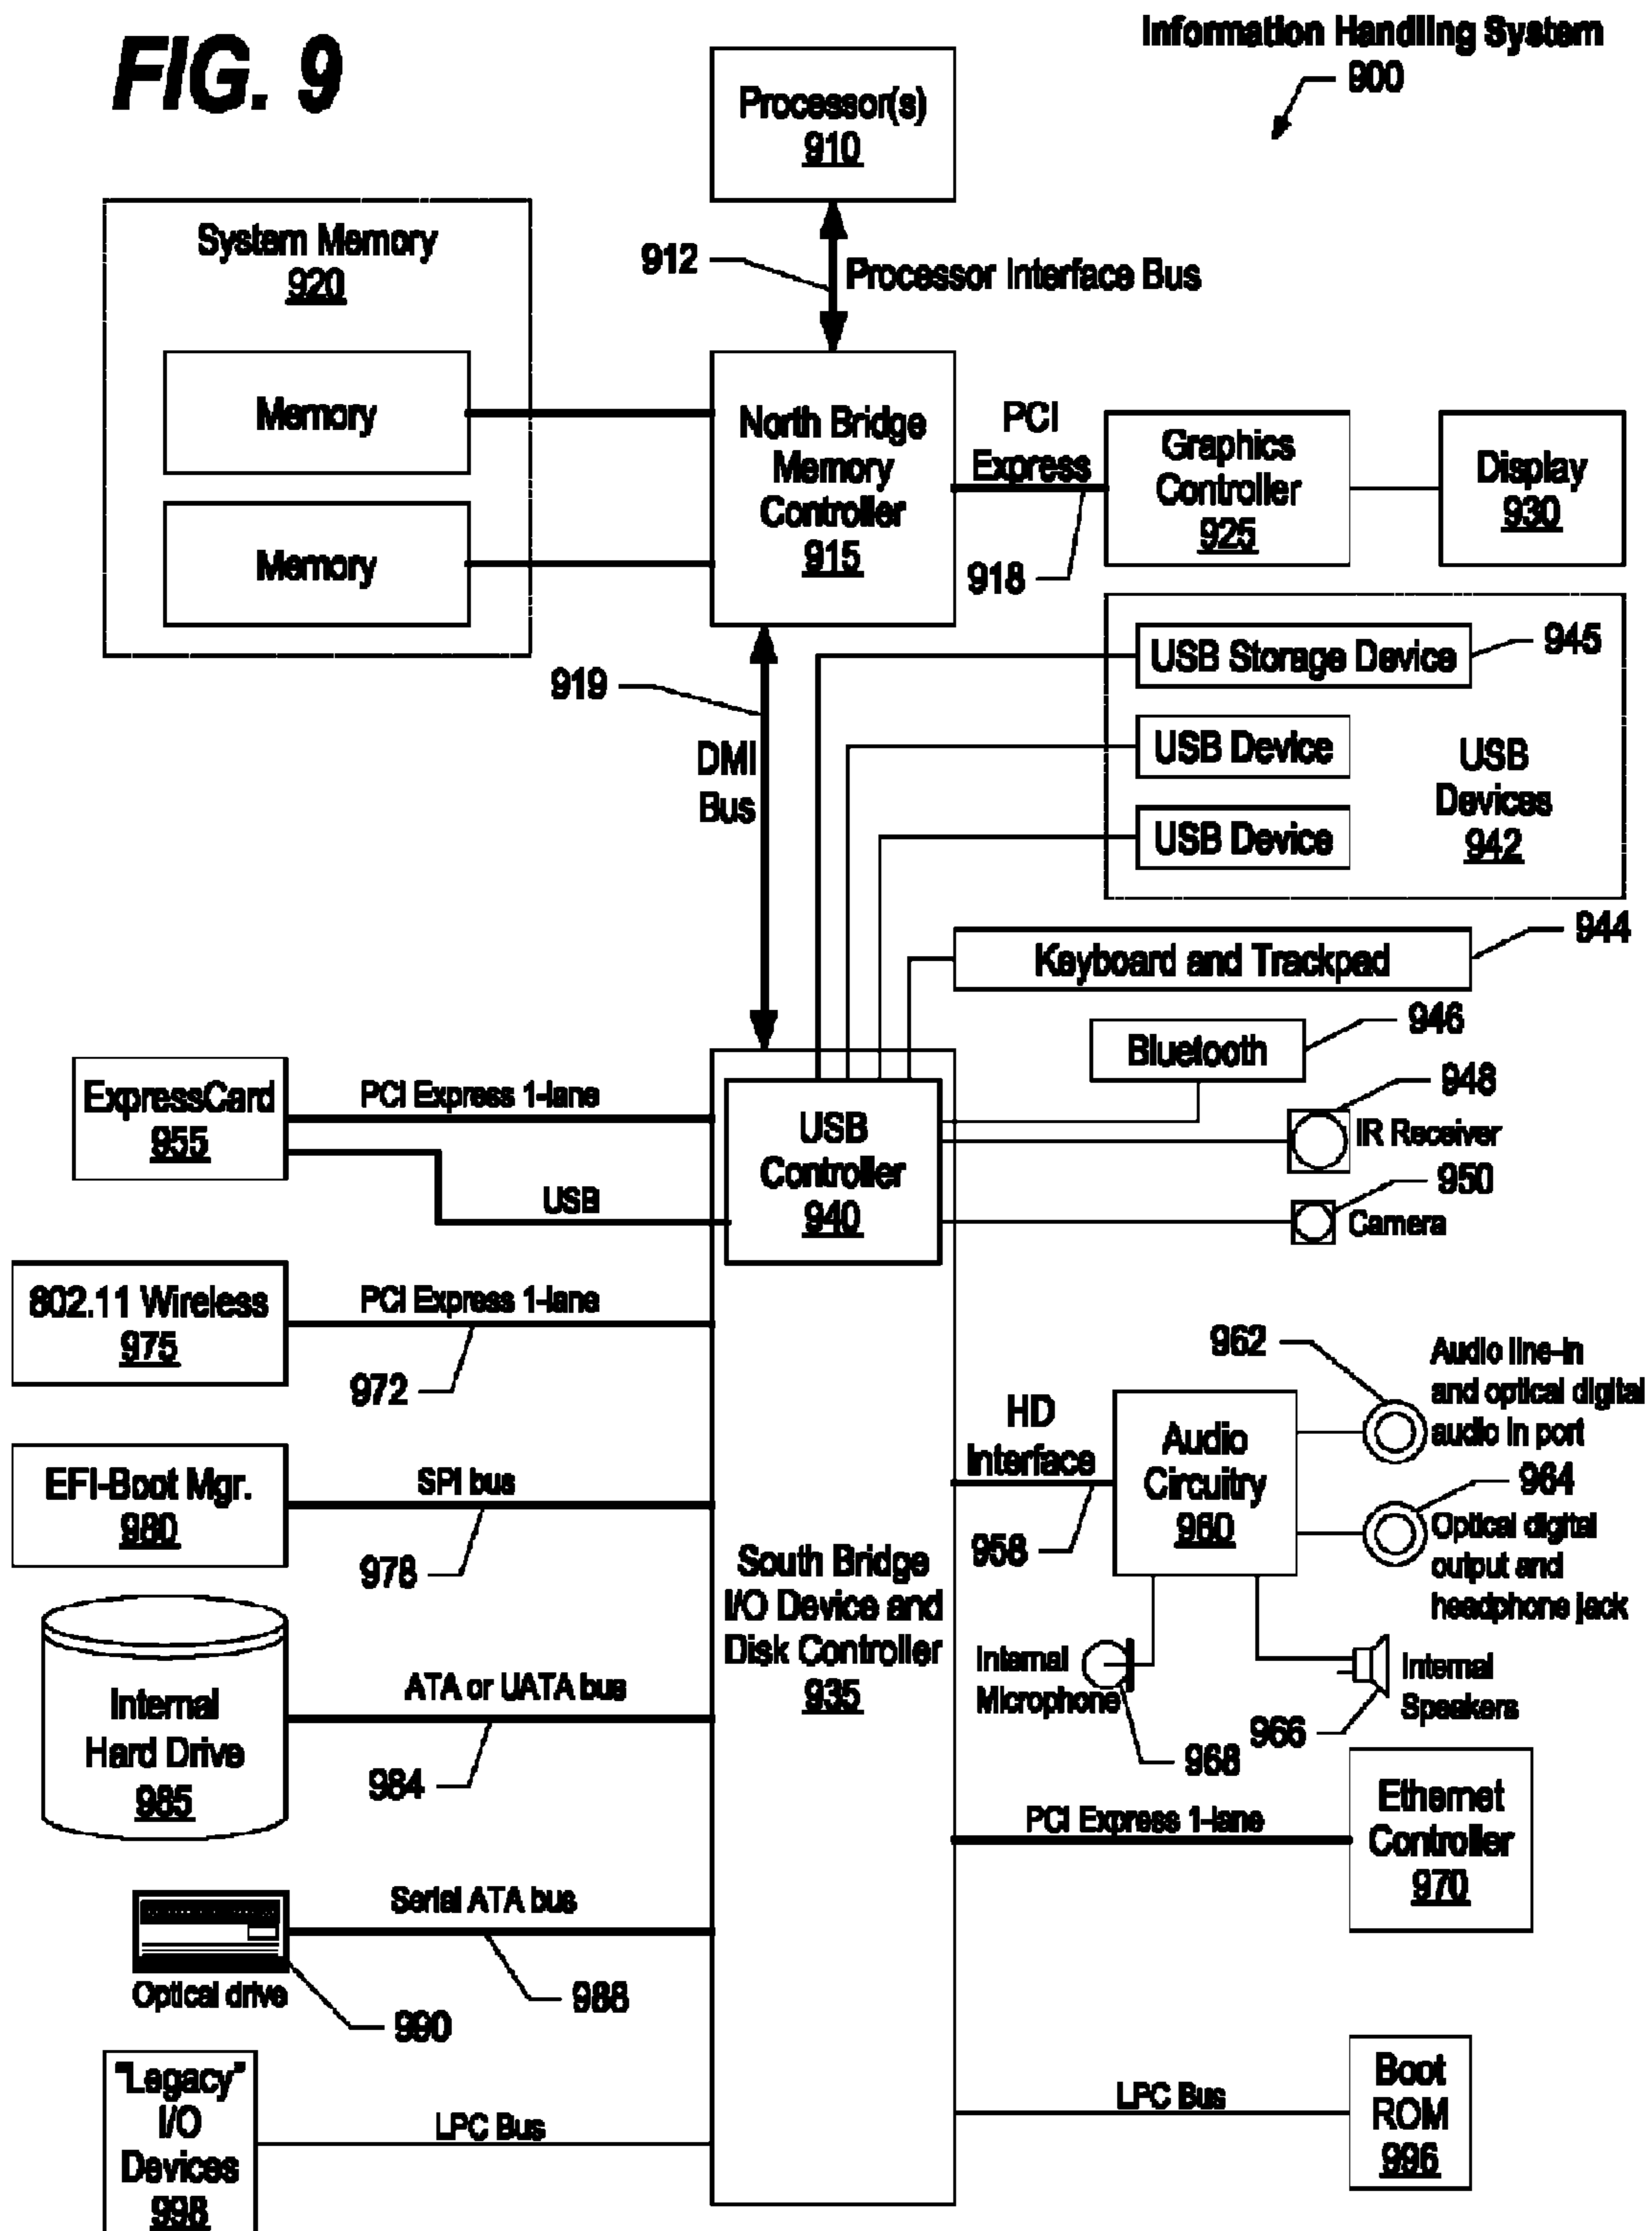 FIG. 9
Information Handling System
900
Processor(s)
910
System Memory
920
912
Processor Interface Bus
Memory
Memory
North Bridge
Memory
Controller
915
PCI
Express
918
Graphics
Controller
925
Display
930
919
DMI
Bus
USB Storage Device
945
USB Device
USB Device
USB
Devices
942
944
Keyboard and Trackpad
946
Bluetooth
948
IR Receiver
950
Camera
ExpressCard
955
PCI Express 1-lane
USB
USB
Controller
940
802.11 Wireless
975
PCI Express 1-lane
972
962
Audio line-in
and optical digital
audio in port
HD
Interface
958
Audio
Circuitry
960
964
Optical digital
output and
headphone jack
EFI-Boot Mgr.
980
SPI bus
978
South Bridge
I/O Device and
Disk Controller
935
Internal
Microphone
968
Internal
Speakers
966
Internal
Hard Drive
985
ATA or UATA bus
984
PCI Express 1-lane
Ethernet
Controller
970
Serial ATA bus
988
Optical drive
990
"Legacy"
I/O
Devices
998
LPC Bus
LPC Bus
Boot
ROM
996